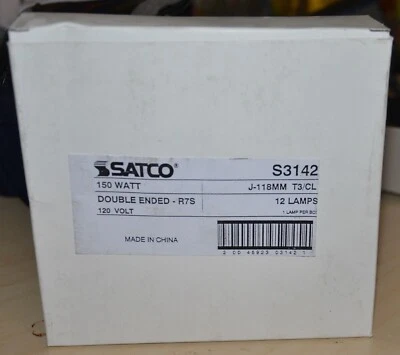 SATCO® S3142
150 WATT J-118MM T3/CL
DOUBLE ENDED - R7S 12 LAMPS
120 VOLT 1 LAMP PER BO
MADE IN CHINA